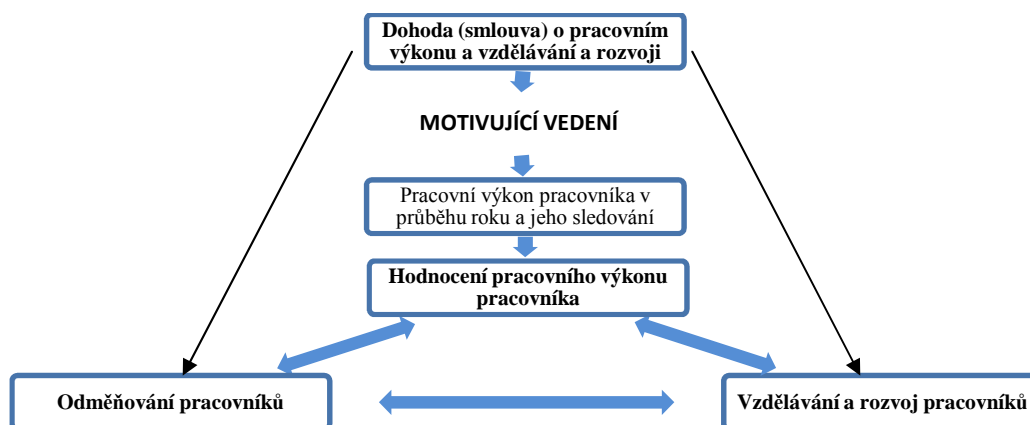 Dohoda (smlouva) o pracovním
výkonu a vzdělávání a rozvoji
MOTIVUJÍCÍ VEDENÍ
Pracovní výkon pracovníka v
průběhu roku a jeho sledování
Hodnocení pracovního výkonu
pracovníka
Odměňování pracovníků
Vzdělávání a rozvoj pracovníků